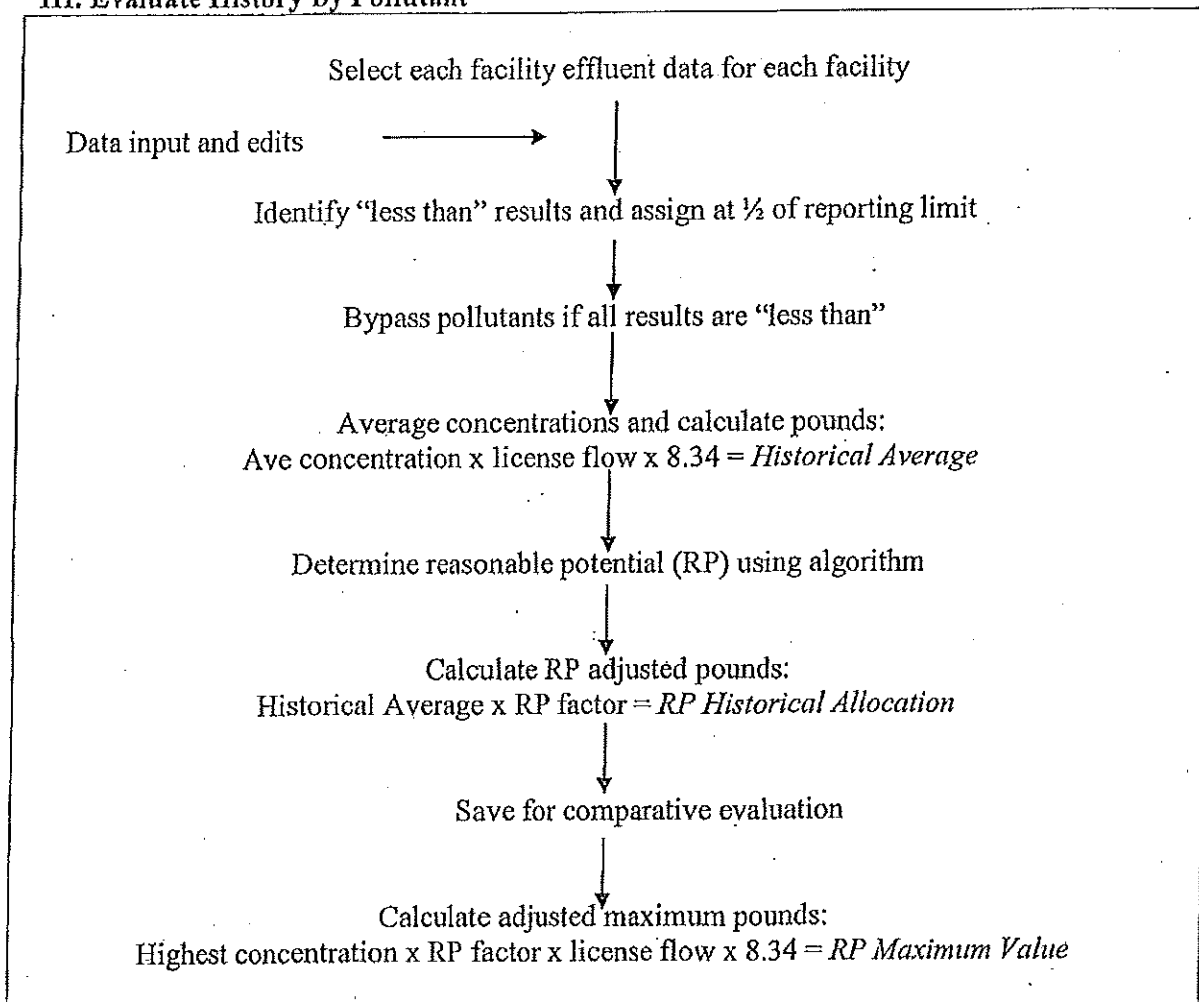 III. Evaluate History by Pollutant
Select each facility effluent data for each facility
Data input and edits
Identify “less than” results and assign at ½ of reporting limit
Bypass pollutants if all results are “less than”
Average concentrations and calculate pounds:
Ave concentration x license flow x 8.34 = Historical Average
Determine reasonable potential (RP) using algorithm
Calculate RP adjusted pounds:
Historical Average x RP factor = RP Historical Allocation
Save for comparative evaluation
Calculate adjusted maximum pounds:
Highest concentration x RP factor x license flow x 8.34 = RP Maximum Value